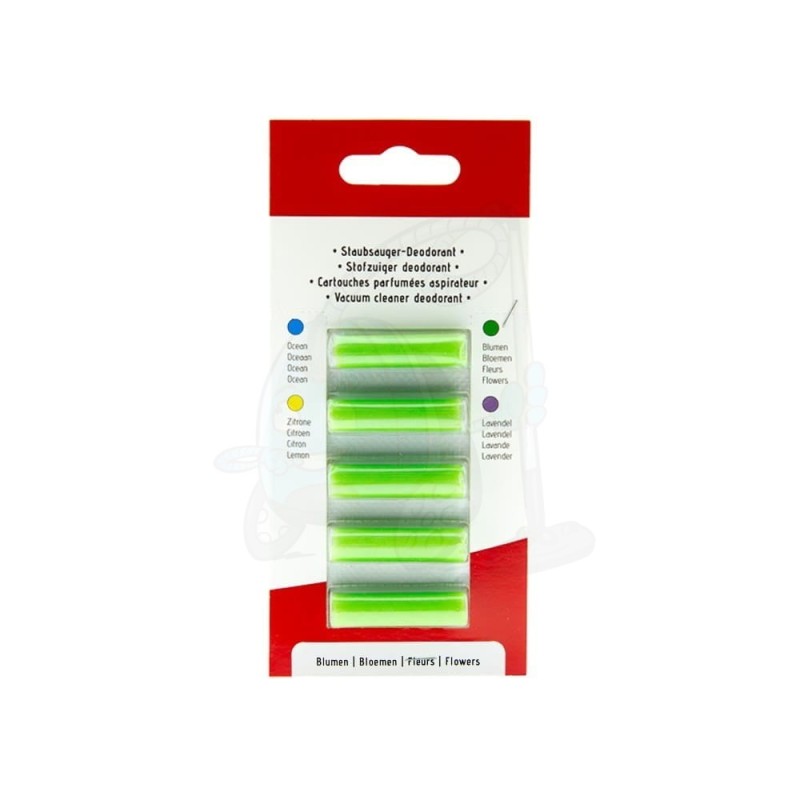 • Staubsauger-Deodorant •
• Stofzuiger deodorant •
• Cartouches parfumées aspirateur •
• Vacuum cleaner deodorant •
Ocean
Oceaan
Ocean
Ocean
Zitrone
Citroen
Citron
Lemon
Blumen
Bloemen
Fleurs
Flowers
Lavendel
Lavendel
Lavande
Lavender
Blumen | Bloemen | Fleurs | Flowers